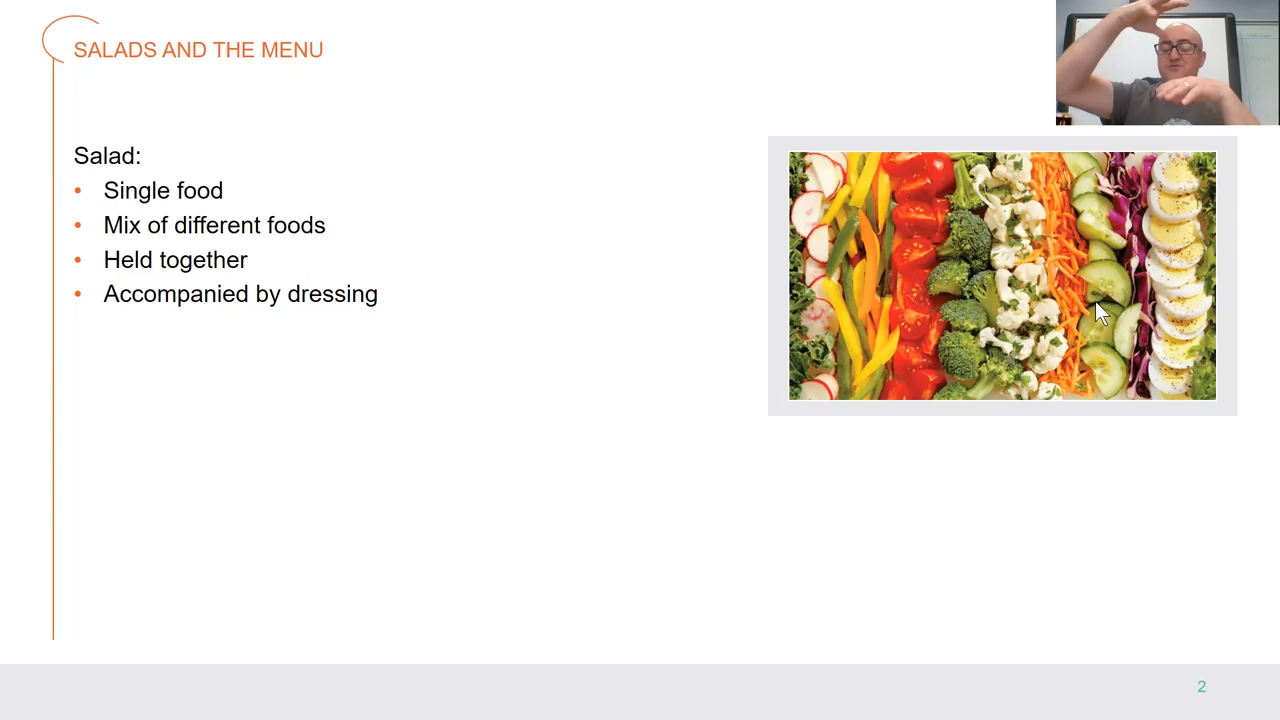 SALADS AND THE MENU
Salad:
• Single food
• Mix of different foods
• Held together
• Accompanied by dressing
2